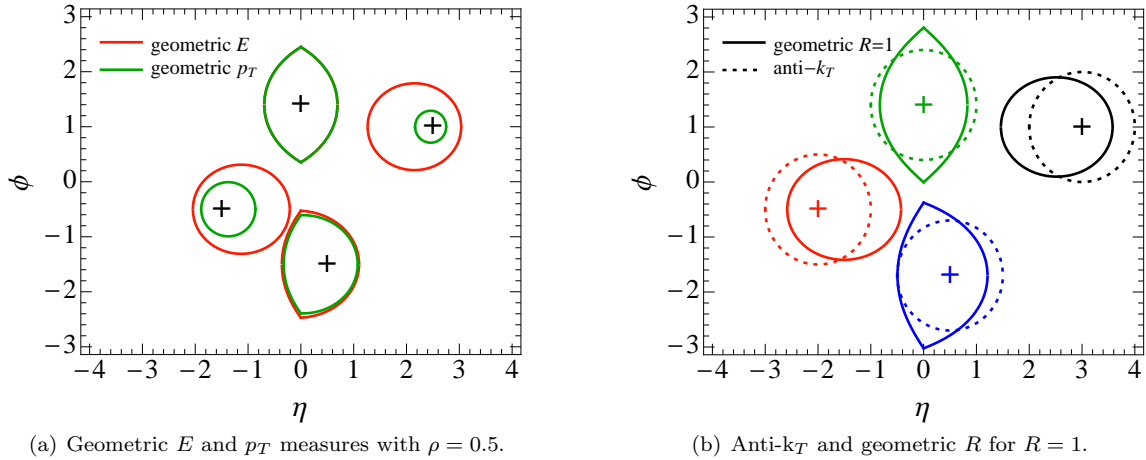 geometric E
geometric p_T
3
2
1
0
−1
−2
−3
ϕ
−4 −3 −2 −1 0 1 2 3 4
η
(a) Geometric E and p_T measures with ρ = 0.5.
geometric R=1
anti−k_T
3
2
1
0
−1
−2
−3
ϕ
−4 −3 −2 −1 0 1 2 3 4
η
(b) Anti-k_T and geometric R for R = 1.